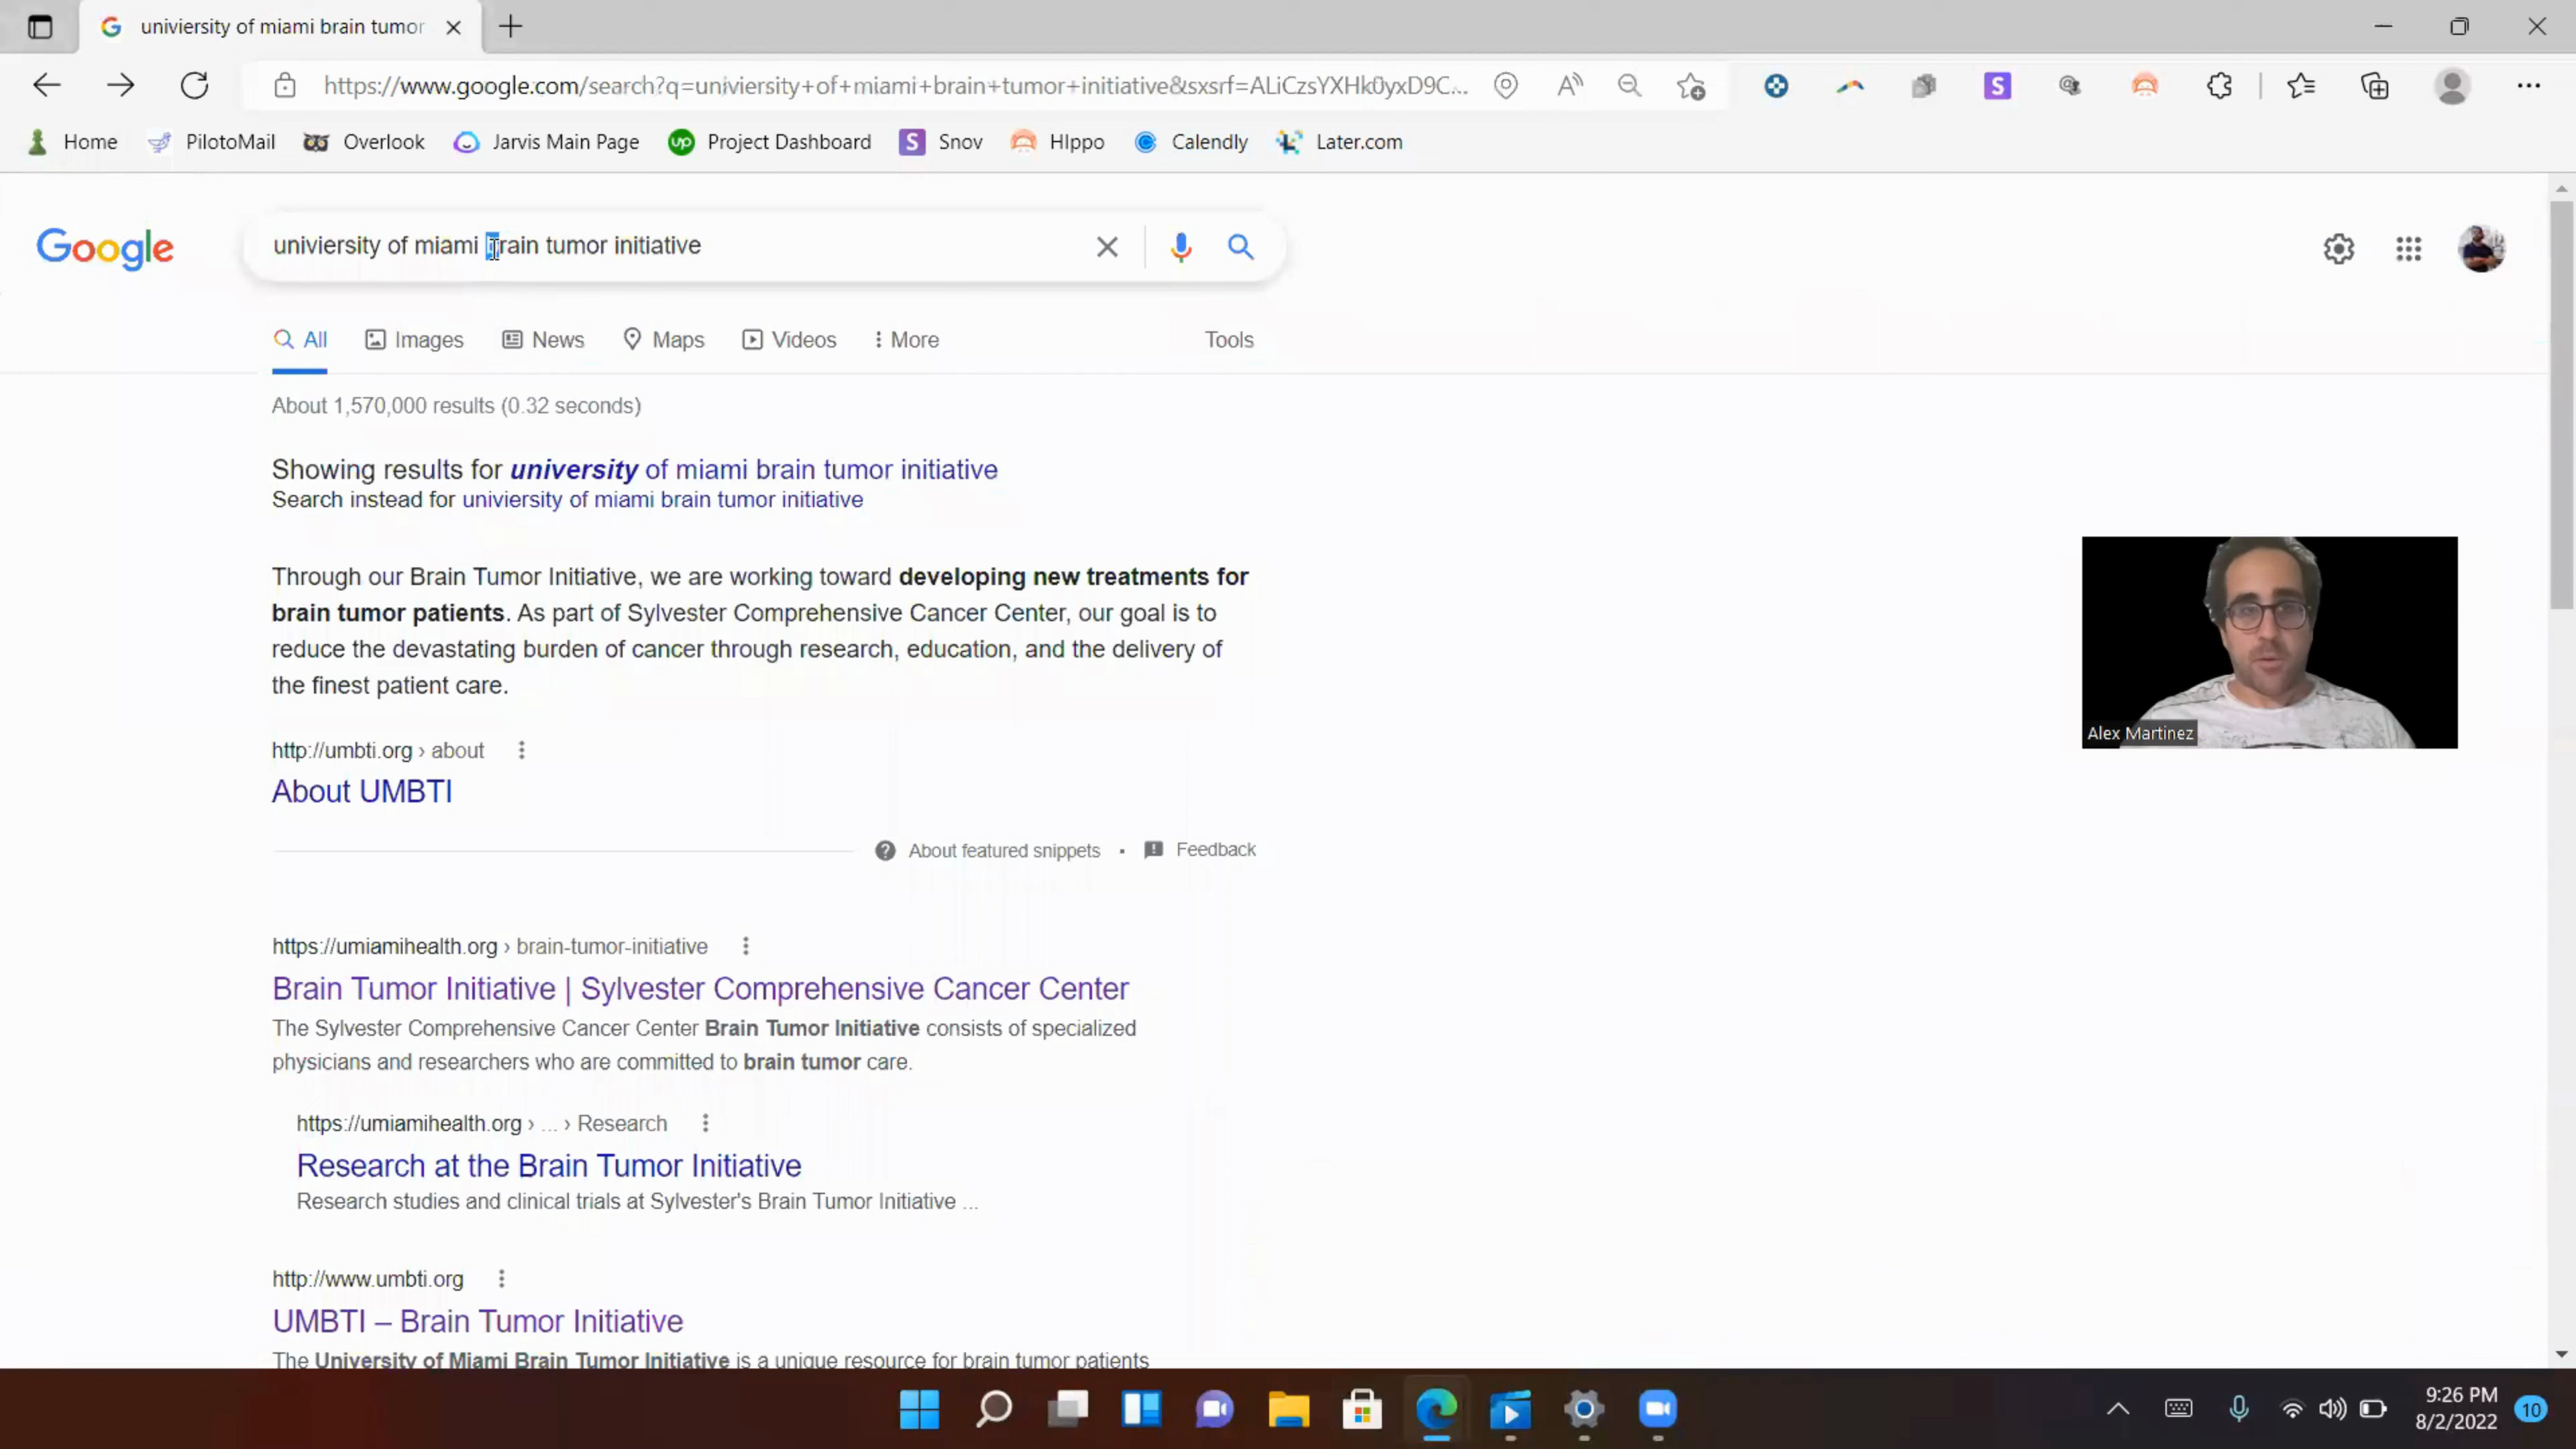 univiersity of miami brain tumor
https://www.google.com/search?q=univiersity+of+miami+brain+tumor+initiative&sxsrf=ALiCzsYXHk0yxD9C...
Home PilotoMail Overlook Jarvis Main Page up Project Dashboard S Snov HIppo Calendly Later.com
Google univiersity of miami brain tumor initiative
All Images News Maps Videos More Tools
About 1,570,000 results (0.32 seconds)
Showing results for university of miami brain tumor initiative
Search instead for univiersity of miami brain tumor initiative
Through our Brain Tumor Initiative, we are working toward developing new treatments for
brain tumor patients. As part of Sylvester Comprehensive Cancer Center, our goal is to
reduce the devastating burden of cancer through research, education, and the delivery of
the finest patient care.
Alex Martinez
http://umbti.org › about
About UMBTI
About featured snippets • Feedback
https://umiamihealth.org › brain-tumor-initiative
Brain Tumor Initiative | Sylvester Comprehensive Cancer Center
The Sylvester Comprehensive Cancer Center Brain Tumor Initiative consists of specialized
physicians and researchers who are committed to brain tumor care.
https://umiamihealth.org › ... › Research
Research at the Brain Tumor Initiative
Research studies and clinical trials at Sylvester's Brain Tumor Initiative ...
http://www.umbti.org
UMBTI – Brain Tumor Initiative
The University of Miami Brain Tumor Initiative is a unique resource for brain tumor patients
9:26 PM
8/2/2022
10